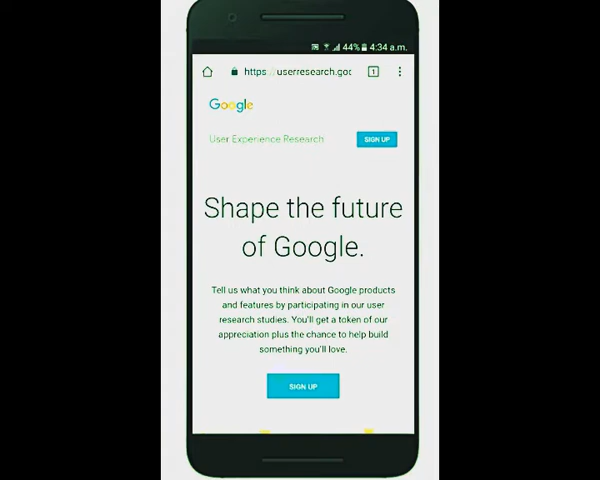 44% 4:34 a.m.
https://userresearch.goo
1
Google
User Experience Research
SIGN UP
Shape the future
of Google.
Tell us what you think about Google products
and features by participating in our user
research studies. You'll get a token of our
appreciation plus the chance to help build
something you'll love.
SIGN UP